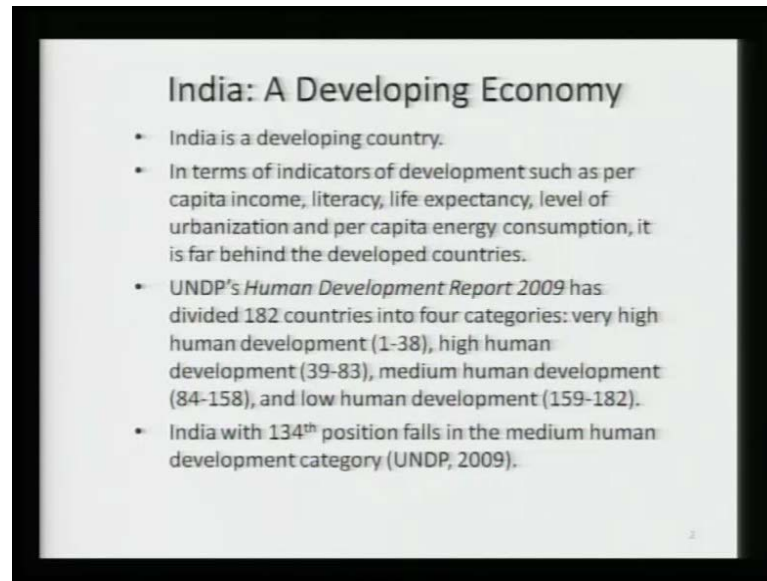 India: A Developing Economy
• India is a developing country.
• In terms of indicators of development such as per
capita income, literacy, life expectancy, level of
urbanization and per capita energy consumption, it
is far behind the developed countries.
• UNDP's Human Development Report 2009 has
divided 182 countries into four categories: very high
human development (1-38), high human
development (39-83), medium human development
(84-158), and low human development (159-182).
• India with 134th position falls in the medium human
development category (UNDP, 2009).
2